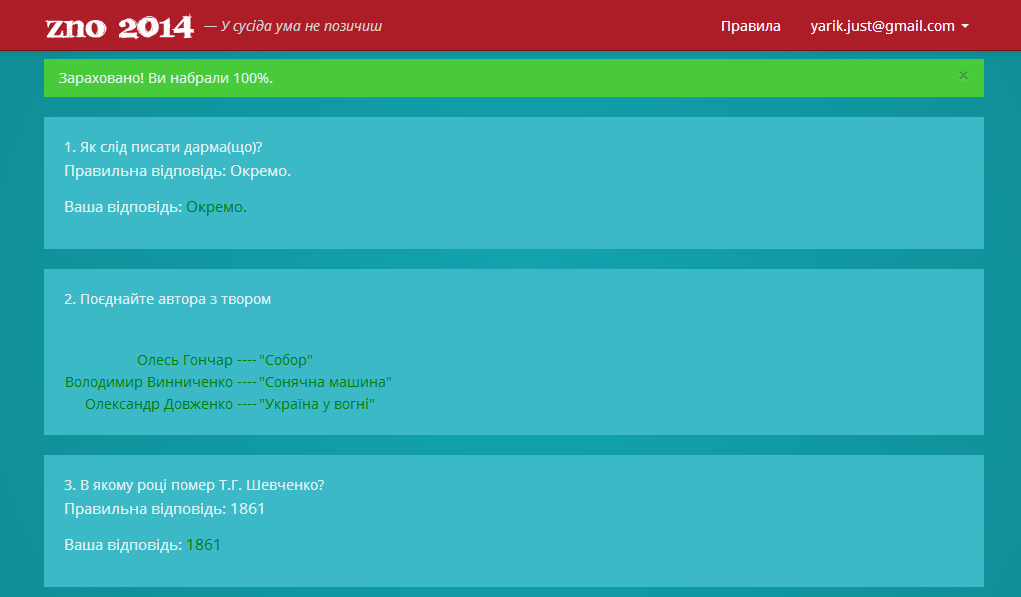 zno 2014 — У сусіда ума не позичиш Правила yarik.just@gmail.com
Зараховано! Ви набрали 100%. ×
1. Як слід писати дарма(що)?
Правильна відповідь: Окремо.
Ваша відповідь: Окремо.
2. Поєднайте автора з твором
Олесь Гончар ---- "Собор"
Володимир Винниченко ---- "Сонячна машина"
Олександр Довженко ---- "Україна у вогні"
3. В якому році помер Т.Г. Шевченко?
Правильна відповідь: 1861
Ваша відповідь: 1861